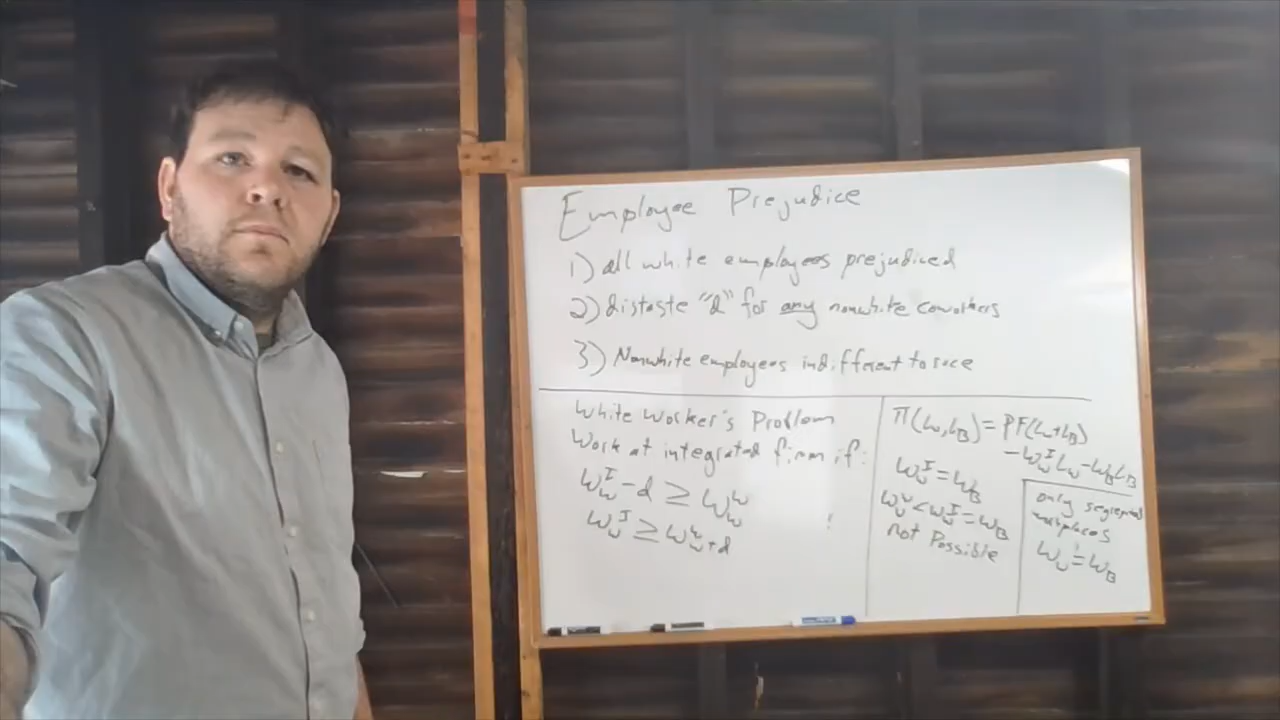 Employee Prejudice
1) all white employees prejudiced
2) distaste "d" for any nonwhite coworkers
3) Nonwhite employees indifferent to race
White Worker's Problem
Work at integrated firm if:
W_W^I - d ≥ W_W^W
W_W^I ≥ W_W^W + d
π(L_W, L_B) = PF(L_W + L_B)
- W_W^I L_W - W_B L_B
W_W^I = W_B
W_W^W < W_W^I = W_B
not Possible
only segregated
workplaces
W_W = W_B